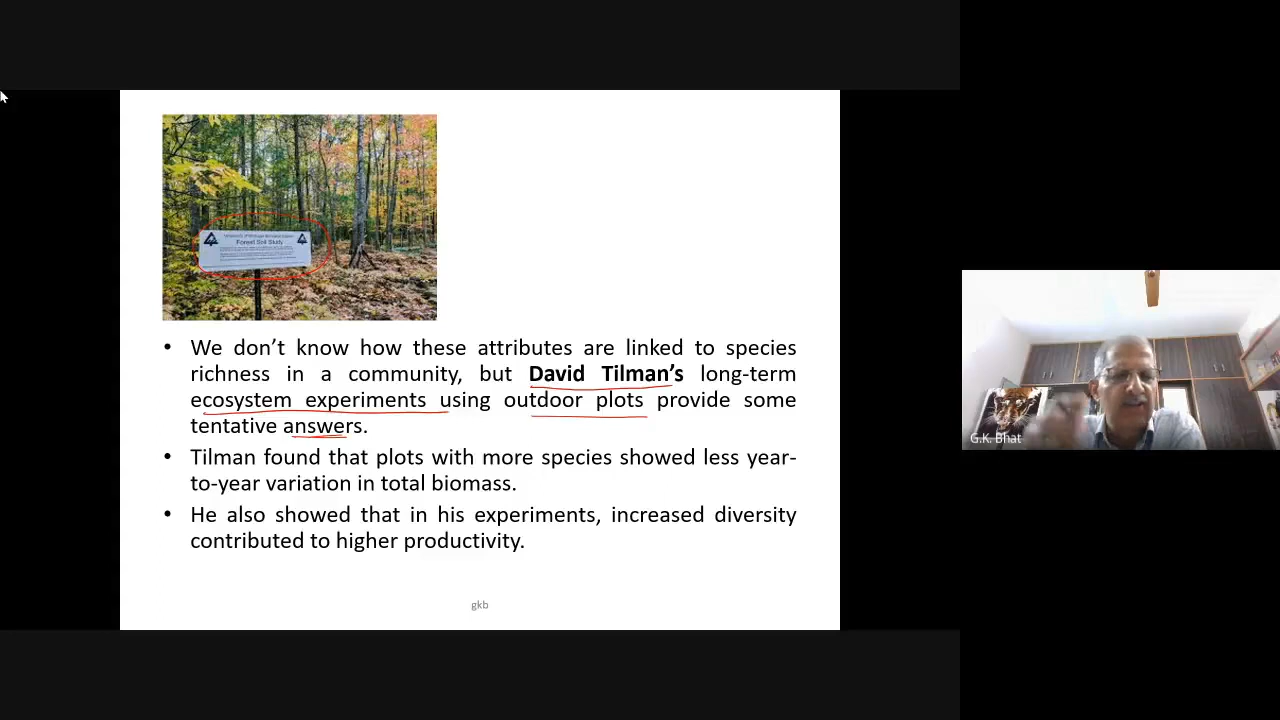 Forest Soil Study
• We don’t know how these attributes are linked to species
richness in a community, but David Tilman’s long-term
ecosystem experiments using outdoor plots provide some
tentative answers.
• Tilman found that plots with more species showed less year-
to-year variation in total biomass.
• He also showed that in his experiments, increased diversity
contributed to higher productivity.
gkb
G.K. Bhat